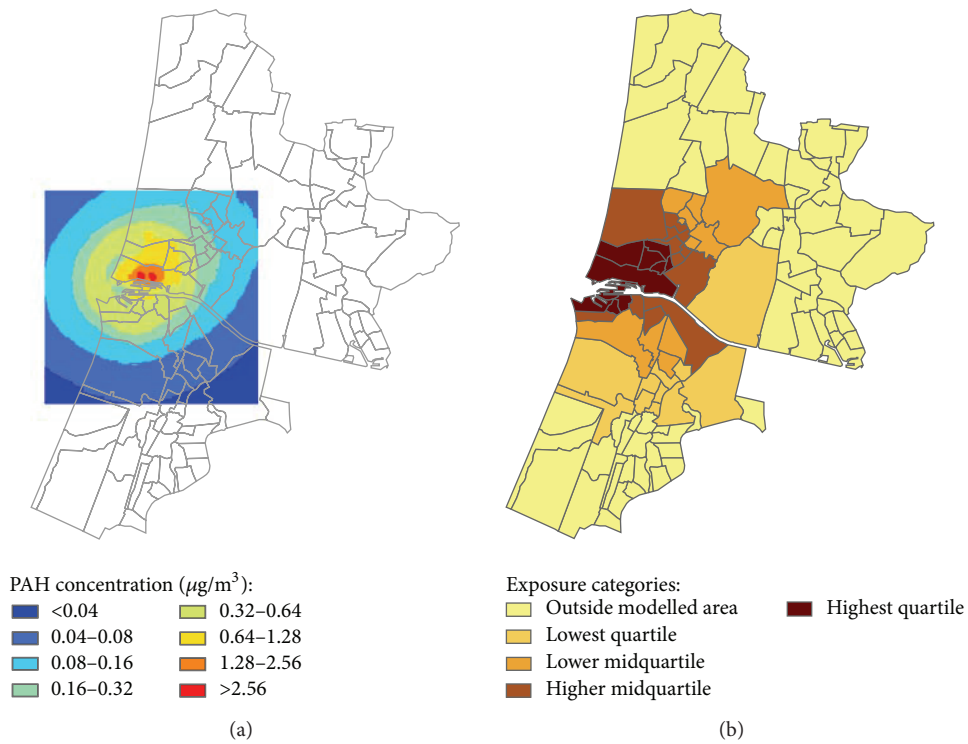 PAH concentration (μg/m³):
<0.04
0.04–0.08
0.08–0.16
0.16–0.32
0.32–0.64
0.64–1.28
1.28–2.56
>2.56
(a)
Exposure categories:
Outside modelled area
Lowest quartile
Lower midquartile
Higher midquartile
Highest quartile
(b)